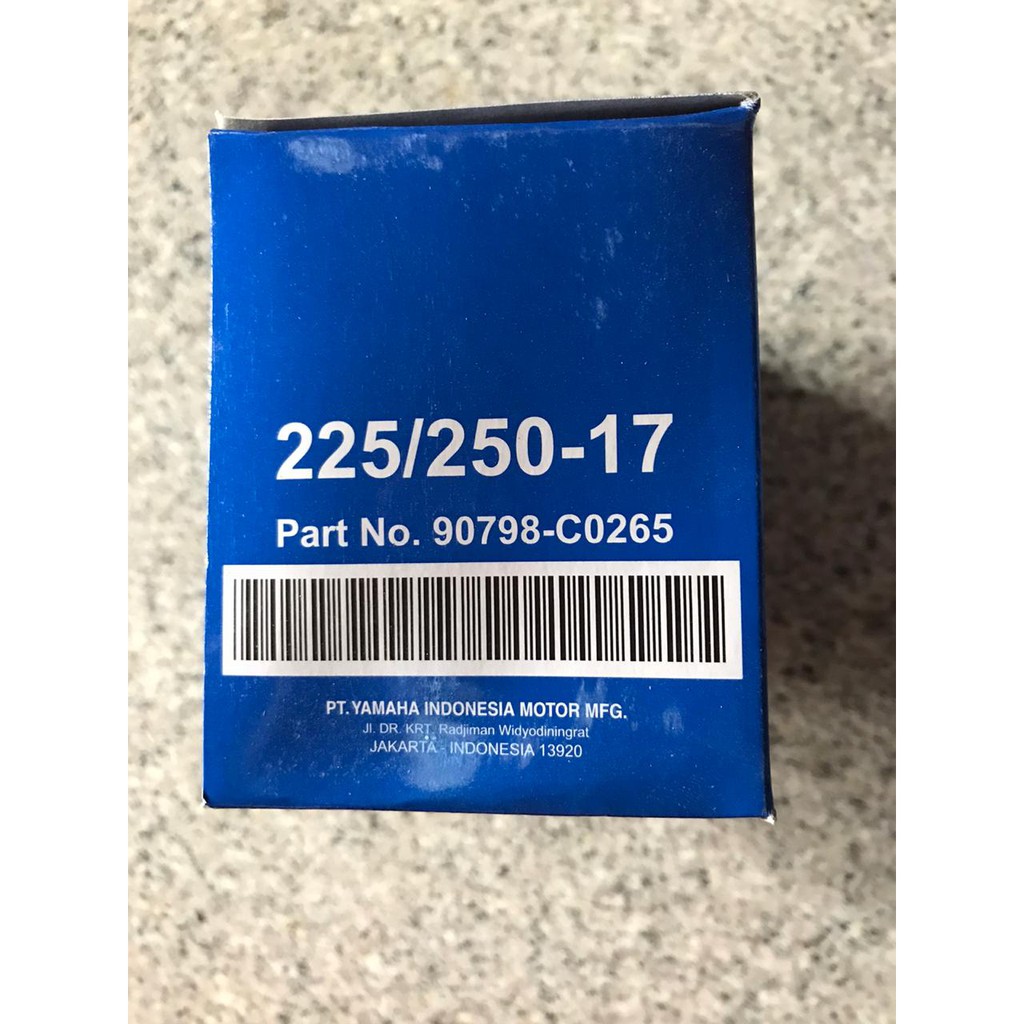 225/250-17
Part No. 90798-C0265
PT. YAMAHA INDONESIA MOTOR MFG.
Jl. DR. KRT. Radjiman Widyodiningrat
JAKARTA - INDONESIA 13920